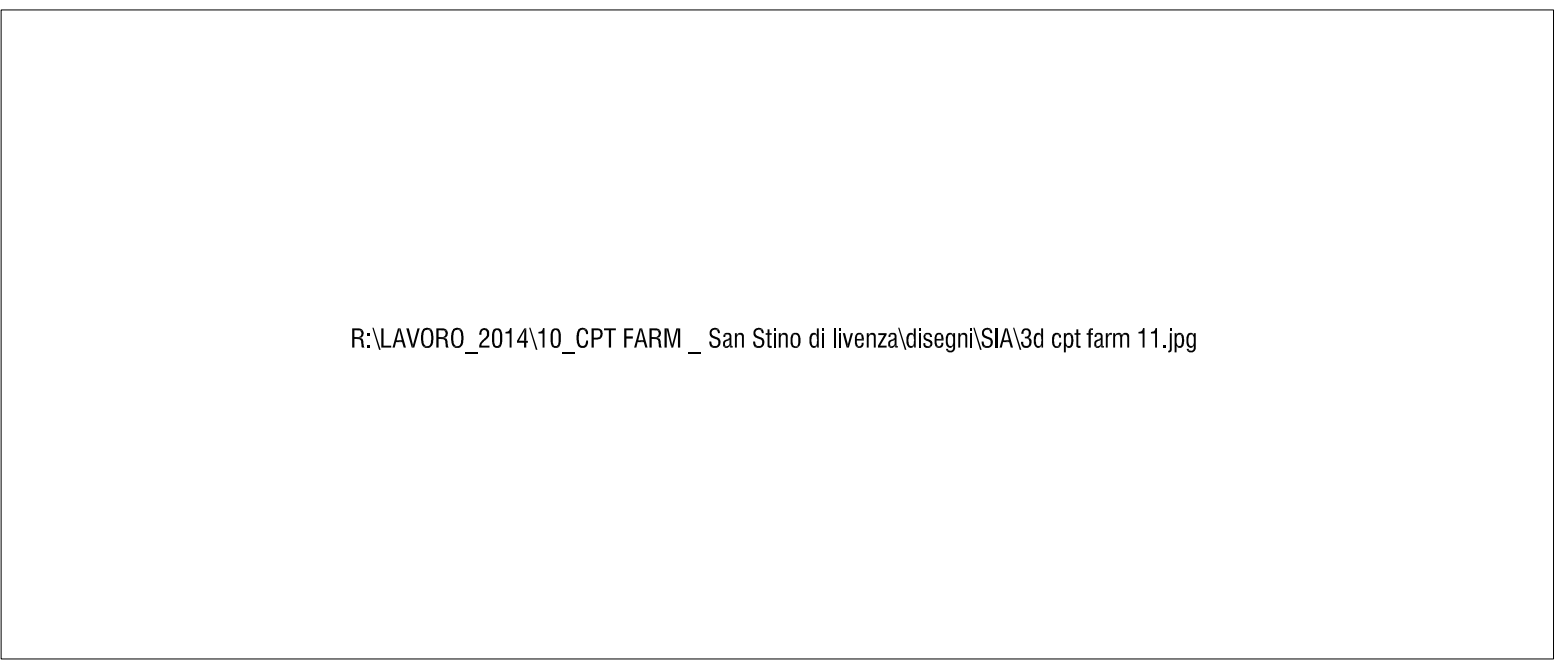 R:\LAVORO_2014\10_CPT FARM _ San Stino di livenza\disegni\SIA\3d cpt farm 11.jpg